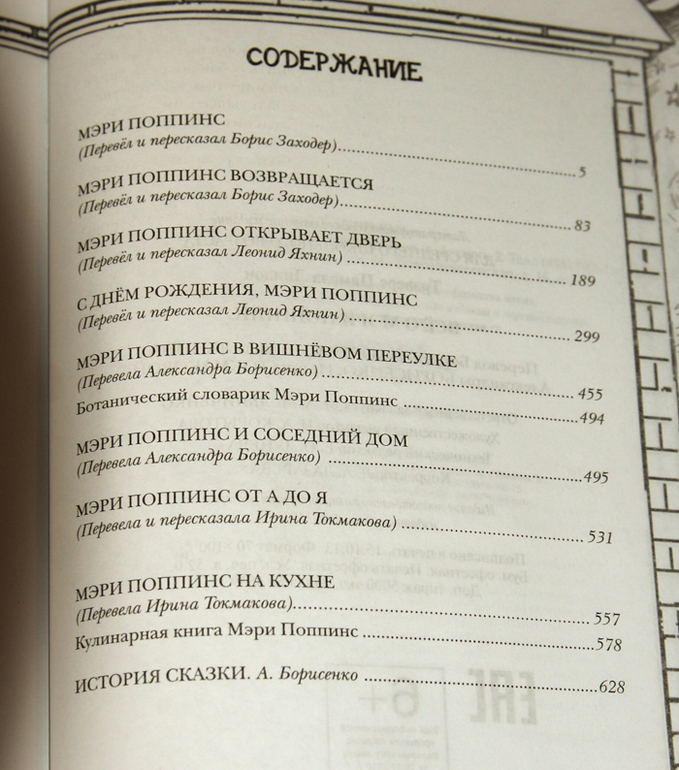 СОДЕРЖАНИЕ
МЭРИ ПОППИНС
(Перевёл и пересказал Борис Заходер)..........5
МЭРИ ПОППИНС ВОЗВРАЩАЕТСЯ
(Перевёл и пересказал Борис Заходер)..........83
МЭРИ ПОППИНС ОТКРЫВАЕТ ДВЕРЬ
(Перевёл и пересказал Леонид Яхнин)..........189
С ДНЁМ РОЖДЕНИЯ, МЭРИ ПОППИНС
(Перевёл и пересказал Леонид Яхнин)..........299
МЭРИ ПОППИНС В ВИШНЁВОМ ПЕРЕУЛКЕ
(Перевела Александра Борисенко)..........455
Ботанический словарик Мэри Поппинс..........494
МЭРИ ПОППИНС И СОСЕДНИЙ ДОМ
(Перевела Александра Борисенко)..........495
МЭРИ ПОППИНС ОТ А ДО Я
(Перевела и пересказала Ирина Токмакова)..........531
МЭРИ ПОППИНС НА КУХНЕ
(Перевела Ирина Токмакова)..........557
Кулинарная книга Мэри Поппинс..........578
ИСТОРИЯ СКАЗКИ. А. Борисенко..........628